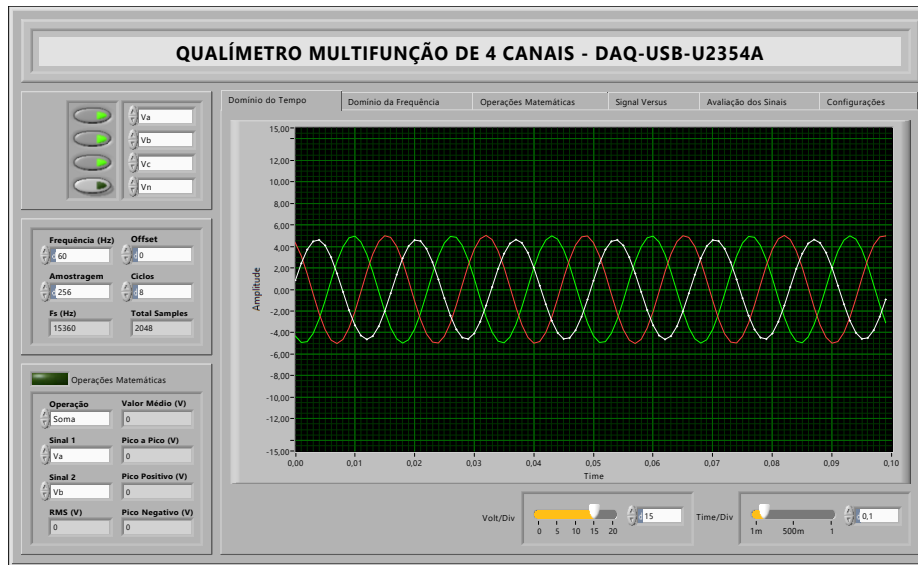 QUALÍMETRO MULTIFUNÇÃO DE 4 CANAIS - DAQ-USB-U2354A
Domínio do Tempo Domínio da Frequência Operações Matemáticas Signal Versus Avaliação dos Sinais Configurações
Va
Vb
Vc
Vn
Frequência (Hz) Offset
60 0
Amostragem Ciclos
256 8
Fs (Hz) Total Samples
15360 2048
Operações Matemáticas
Operação Valor Médio (V)
Soma 0
Sinal 1 Pico a Pico (V)
Va 0
Sinal 2 Pico Positivo (V)
Vb 0
RMS (V) Pico Negativo (V)
0 0
Amplitude
15,00
12,00
10,00
8,00
6,00
4,00
2,00
0,00
-2,00
-4,00
-6,00
-8,00
-10,00
-12,00
-15,00
0,00 0,01 0,02 0,03 0,04 0,05 0,06 0,07 0,08 0,09 0,10
Time
Volt/Div 0 5 10 15 20 15
Time/Div 1m 500m 1 0,1